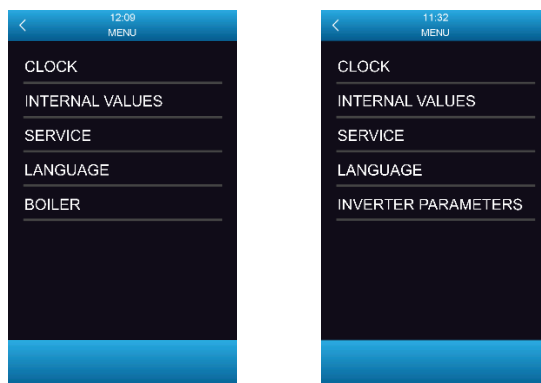 12:09
MENU
CLOCK
INTERNAL VALUES
SERVICE
LANGUAGE
BOILER
11:32
MENU
CLOCK
INTERNAL VALUES
SERVICE
LANGUAGE
INVERTER PARAMETERS